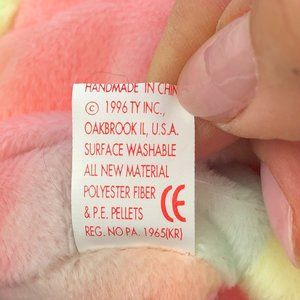 HANDMADE IN CHIN
© 1996 TY INC.,
OAKBROOK IL, U.S.A.
SURFACE WASHABLE
ALL NEW MATERIAL
POLYESTER FIBER
& P.E. PELLETS CE
REG. NO PA. 1965(KR)